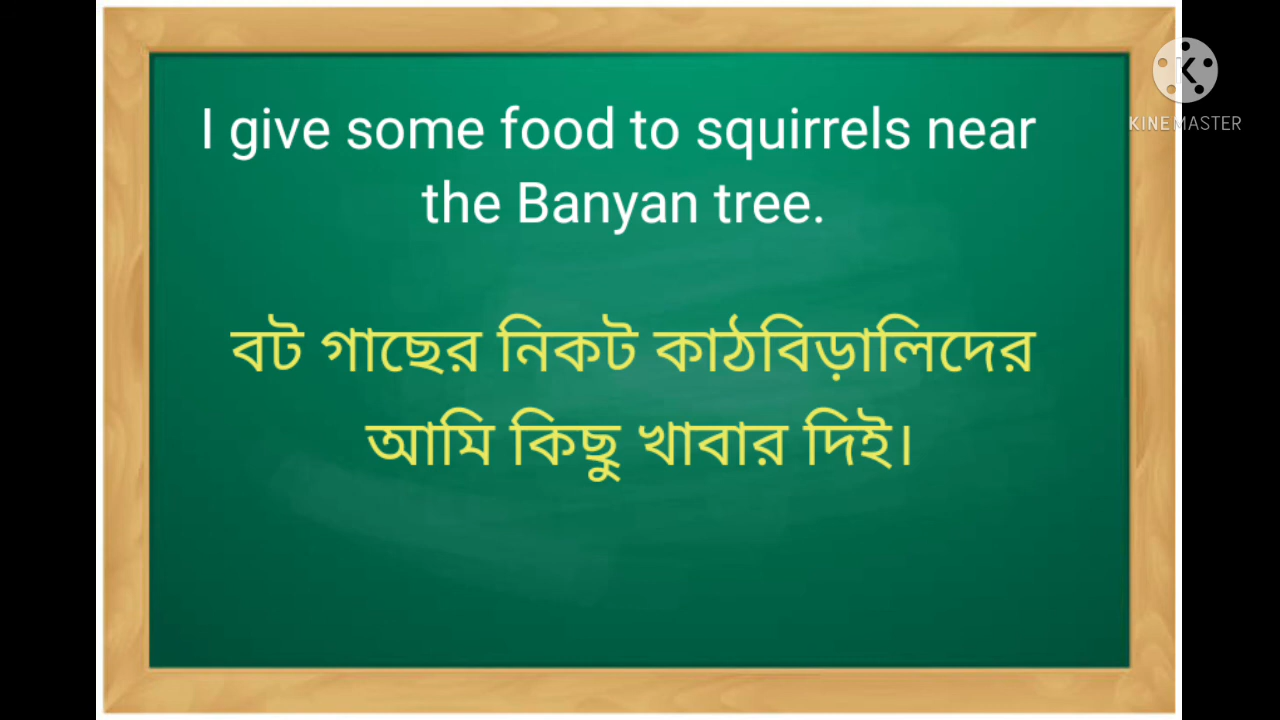 I give some food to squirrels near
the Banyan tree.
বট গাছের নিকট কাঠবিড়ালিদের
আমি কিছু খাবার দিই।
KINEMASTER